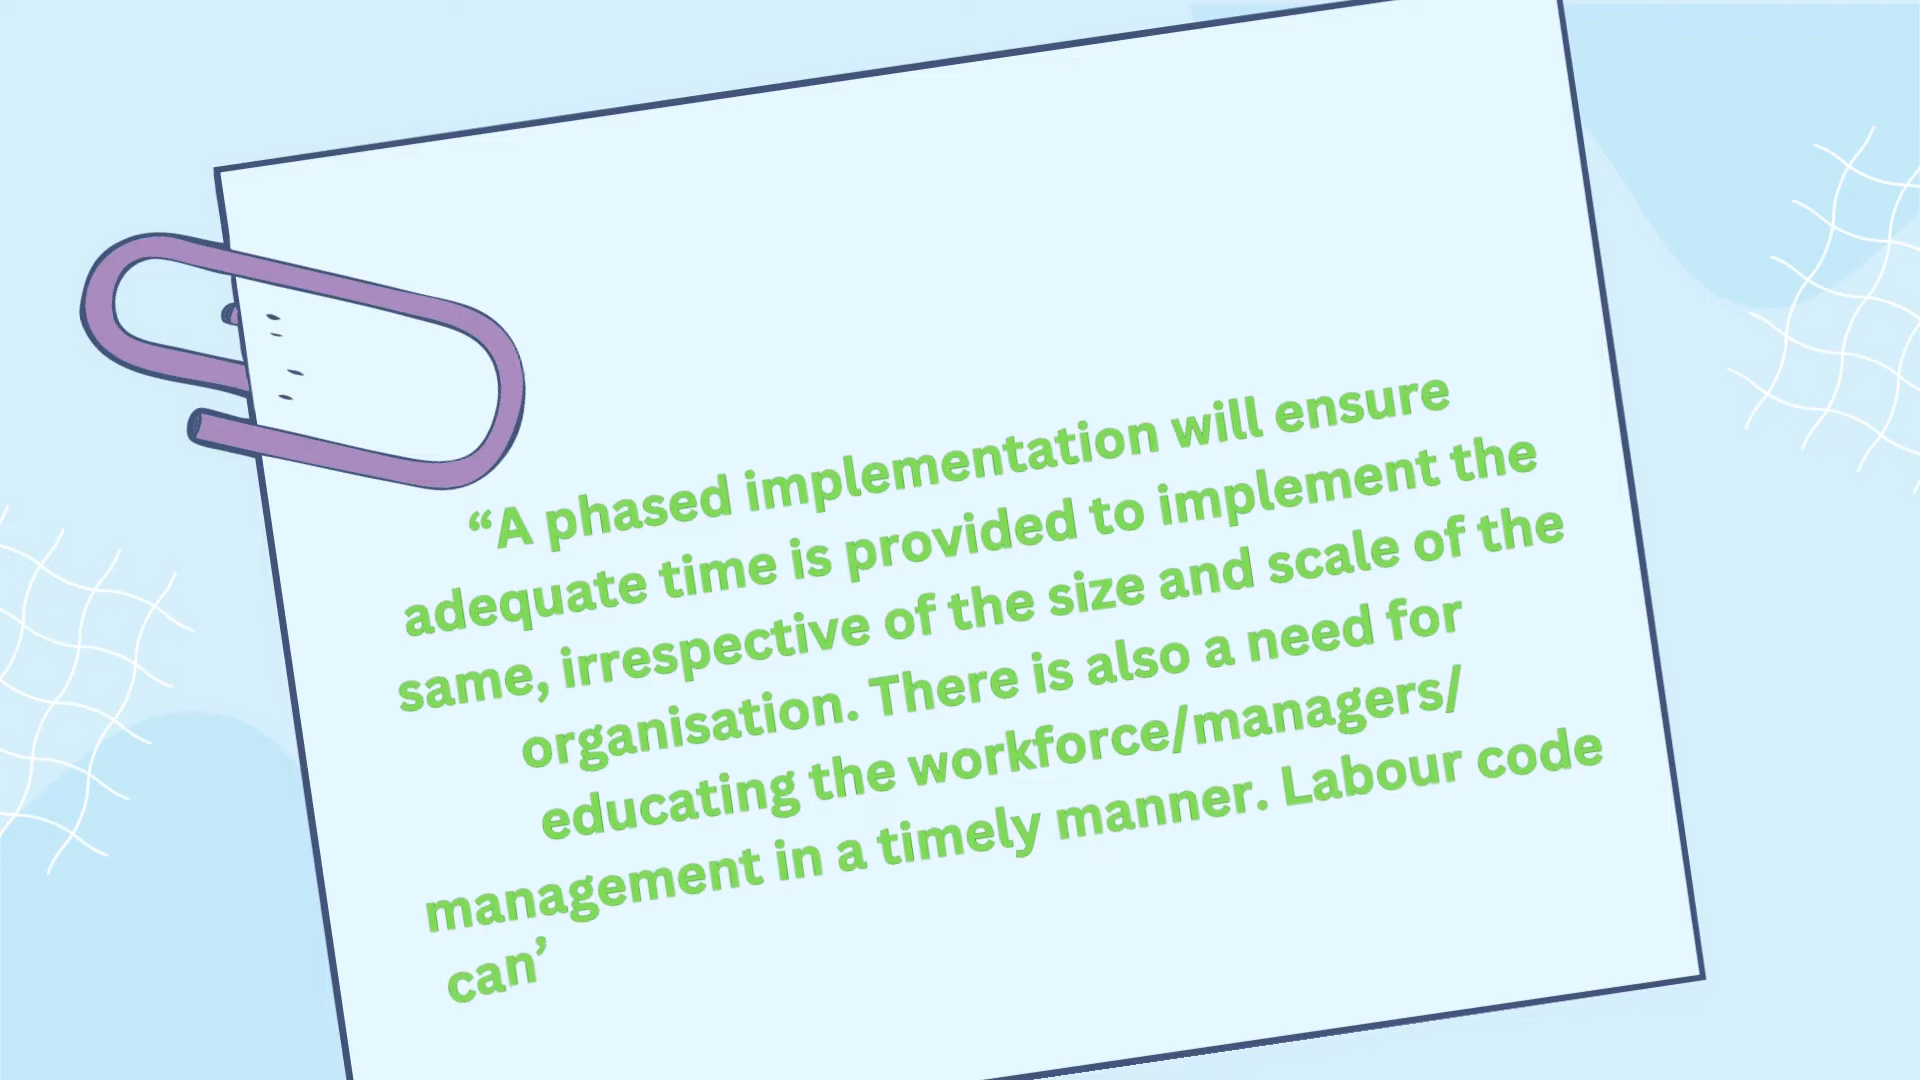 “A phased implementation will ensure
adequate time is provided to implement the
same, irrespective of the size and scale of the
organisation. There is also a need for
educating the workforce/managers/
management in a timely manner. Labour code
can’